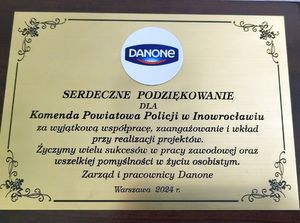 DANONE
SERDECZNE PODZIĘKOWANIE
DLA
Komenda Powiatowa Policji w Inowrocławiu
za wyjątkową współpracę, zaangażowanie i wkład
przy realizacji projektów.
Życzymy wielu sukcesów w pracy zawodowej oraz
wszelkiej pomyślności w życiu osobistym.
Zarząd i pracownicy Danone
Warszawa 2024 r.